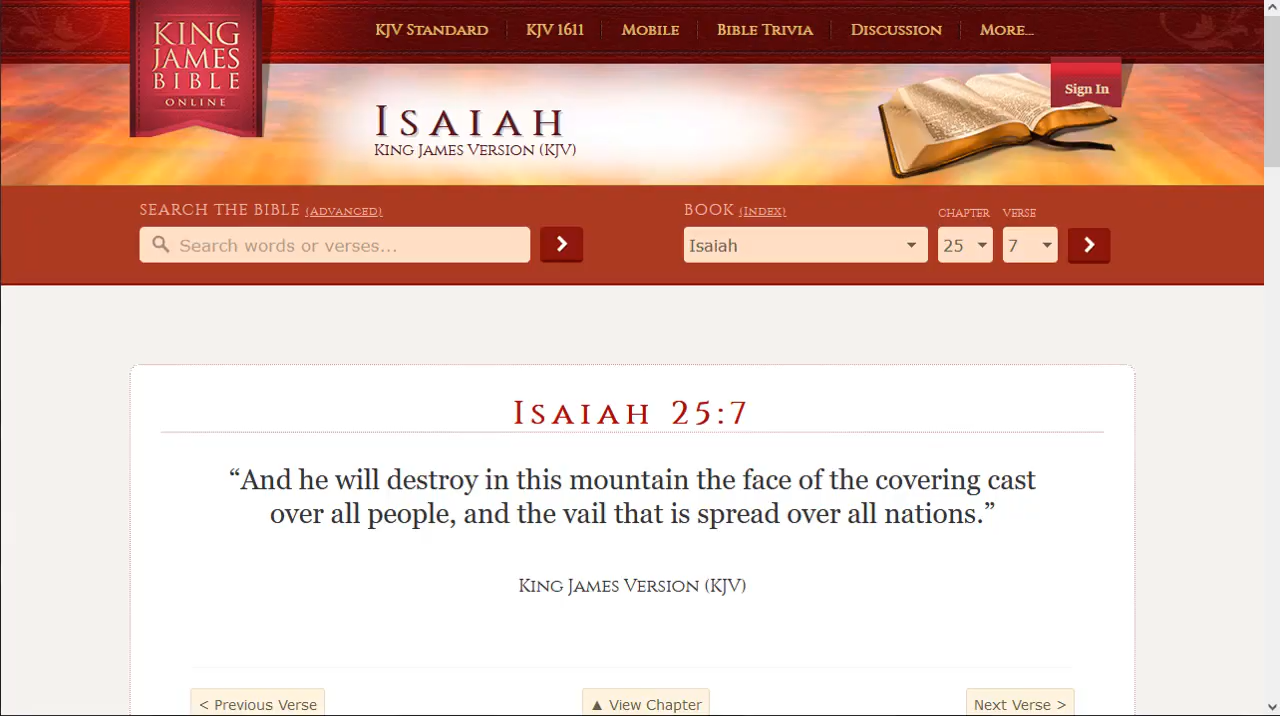 KING
JAMES
BIBLE
ONLINE
KJV Standard
KJV 1611
Mobile
Bible Trivia
Discussion
More...
Sign In
Isaiah
King James Version (KJV)
SEARCH THE BIBLE (Advanced)
BOOK (Index)
CHAPTER
VERSE
Search words or verses...
Isaiah
25
7
Isaiah 25:7
“And he will destroy in this mountain the face of the covering cast
over all people, and the vail that is spread over all nations.”
King James Version (KJV)
< Previous Verse
▲ View Chapter
Next Verse >